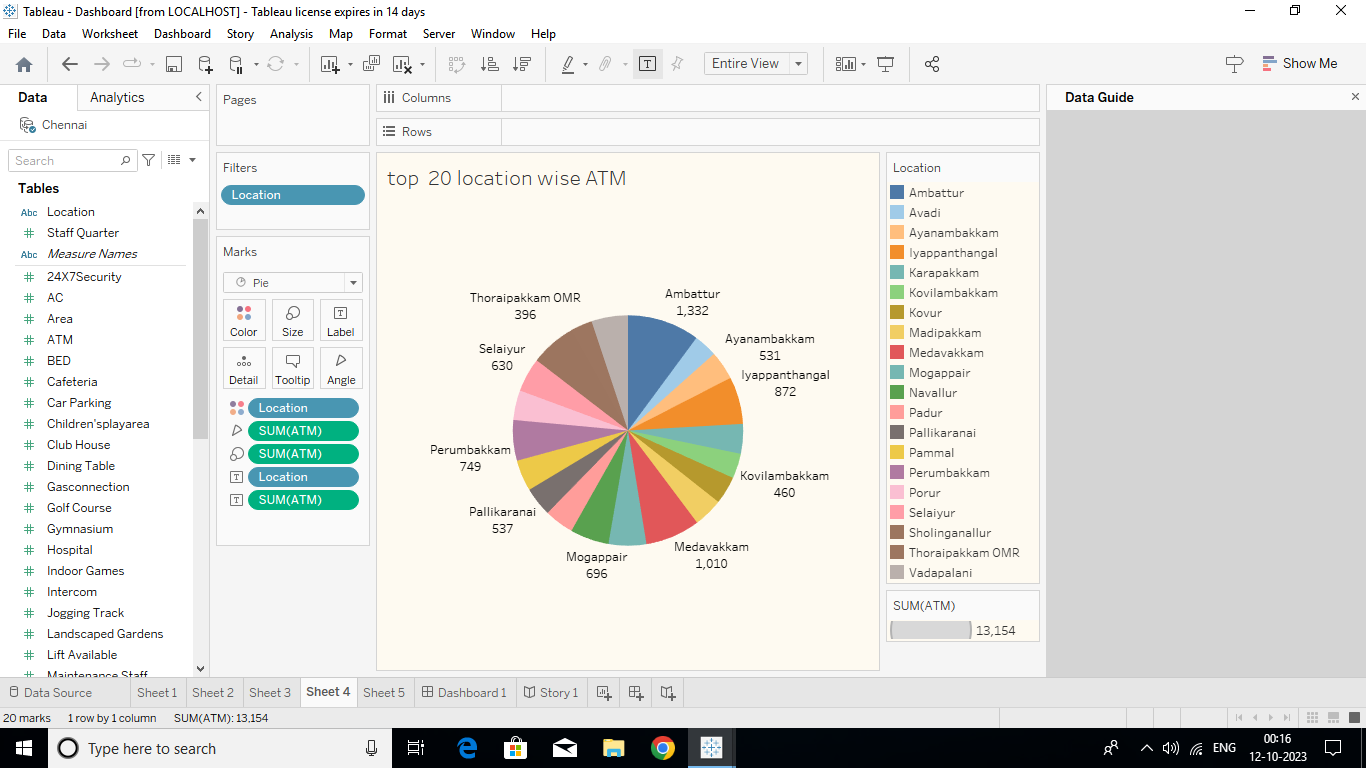 Tableau - Dashboard [from LOCALHOST] - Tableau license expires in 14 days
File Data Worksheet Dashboard Story Analysis Map Format Server Window Help
Entire View
Show Me
Data Analytics
Chennai
Search
Tables
Abc Location
# Staff Quarter
Abc Measure Names
# 24X7Security
# AC
# Area
# ATM
# BED
# Cafeteria
# Car Parking
# Children'splayarea
# Club House
# Dining Table
# Gasconnection
# Golf Course
# Gymnasium
# Hospital
# Indoor Games
# Intercom
# Jogging Track
# Landscaped Gardens
# Lift Available
# Maintenance Staff
Pages
Filters
Location
Marks
Pie
Color Size Label
Detail Tooltip Angle
Location
SUM(ATM)
SUM(ATM)
Location
SUM(ATM)
Columns
Rows
top 20 location wise ATM
Thoraipakkam OMR
396
Ambattur
1,332
Selaiyur
630
Ayanambakkam
531
Iyappanthangal
872
Perumbakkam
749
Kovilambakkam
460
Pallikaranai
537
Medavakkam
1,010
Mogappair
696
Location
Ambattur
Avadi
Ayanambakkam
Iyappanthangal
Karapakkam
Kovilambakkam
Kovur
Madipakkam
Medavakkam
Mogappair
Navallur
Padur
Pallikaranai
Pammal
Perumbakkam
Porur
Selaiyur
Sholinganallur
Thoraipakkam OMR
Vadapalani
SUM(ATM)
13,154
Data Guide
Data Source Sheet 1 Sheet 2 Sheet 3 Sheet 4 Sheet 5 Dashboard 1 Story 1
20 marks 1 row by 1 column SUM(ATM): 13,154
Type here to search
ENG
00:16
12-10-2023